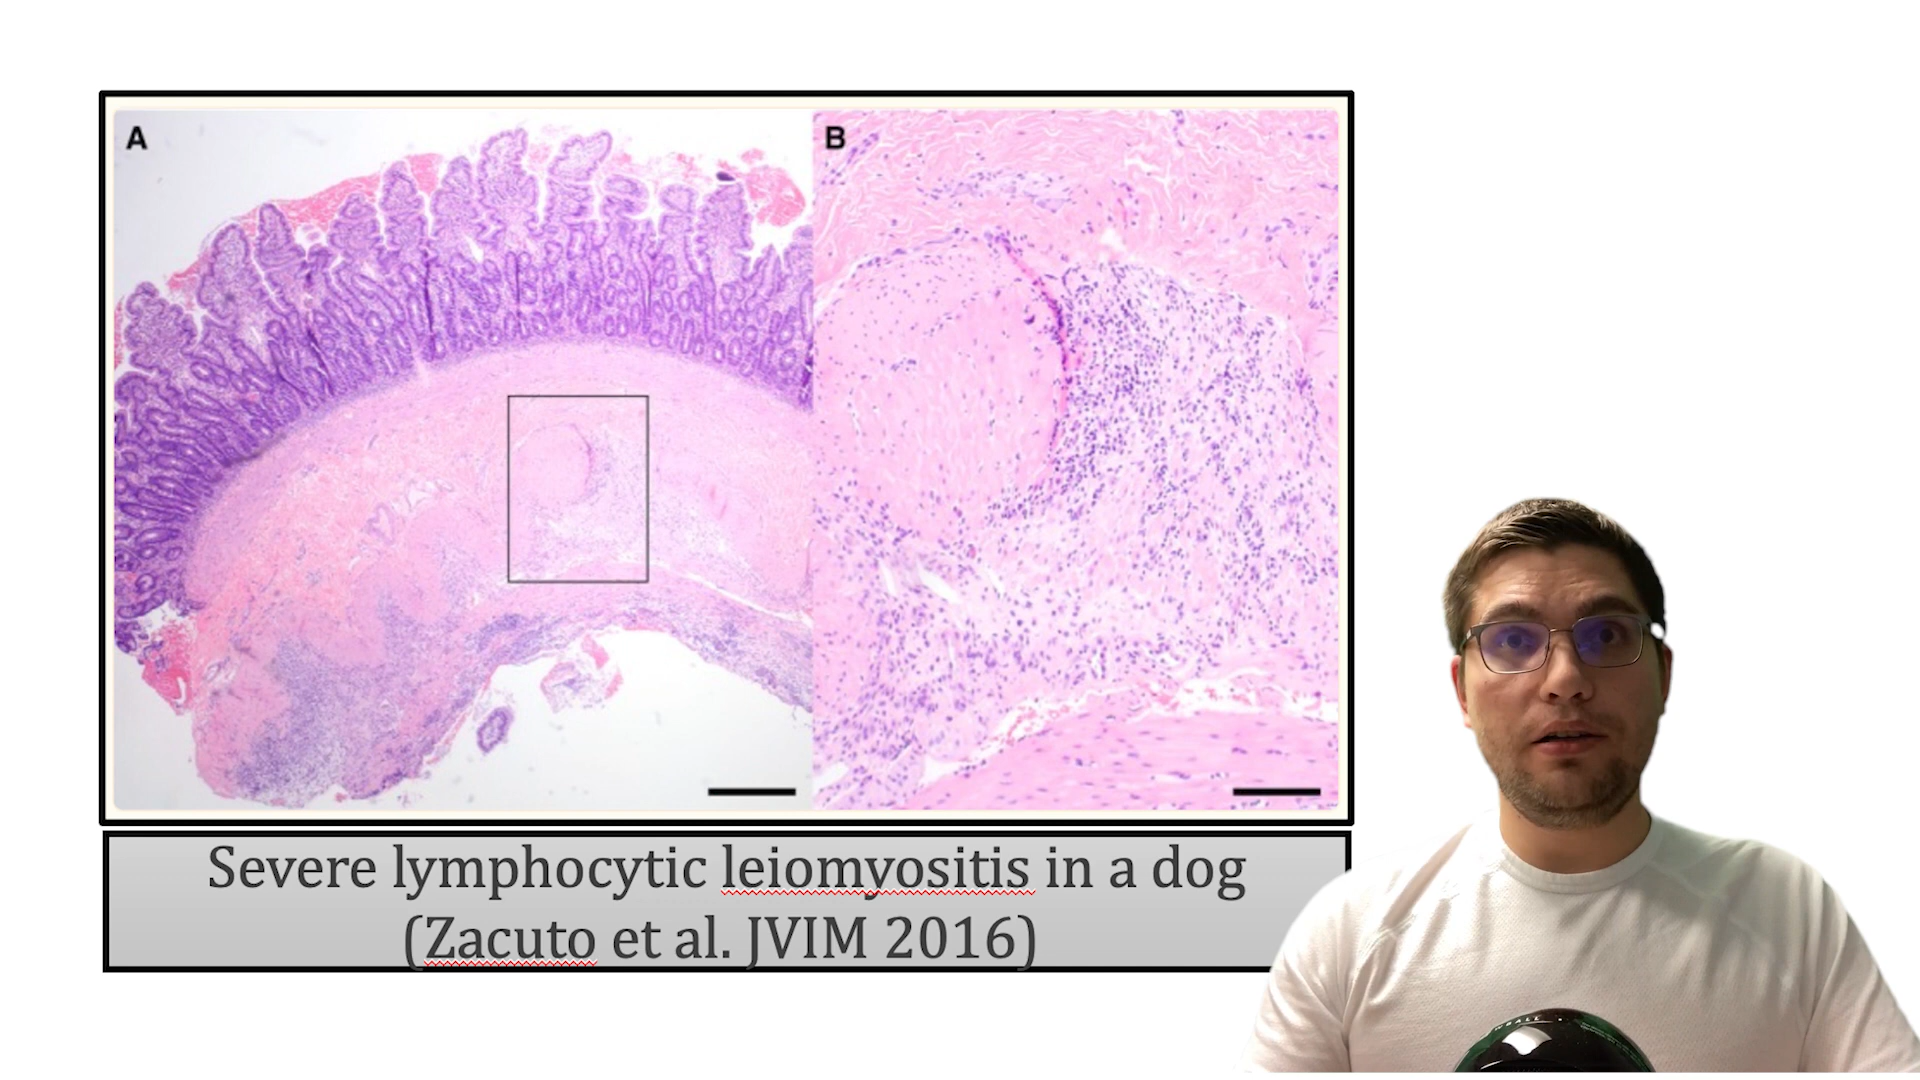 A
B
Severe lymphocytic leiomyositis in a dog
(Zacuto et al. JVIM 2016)